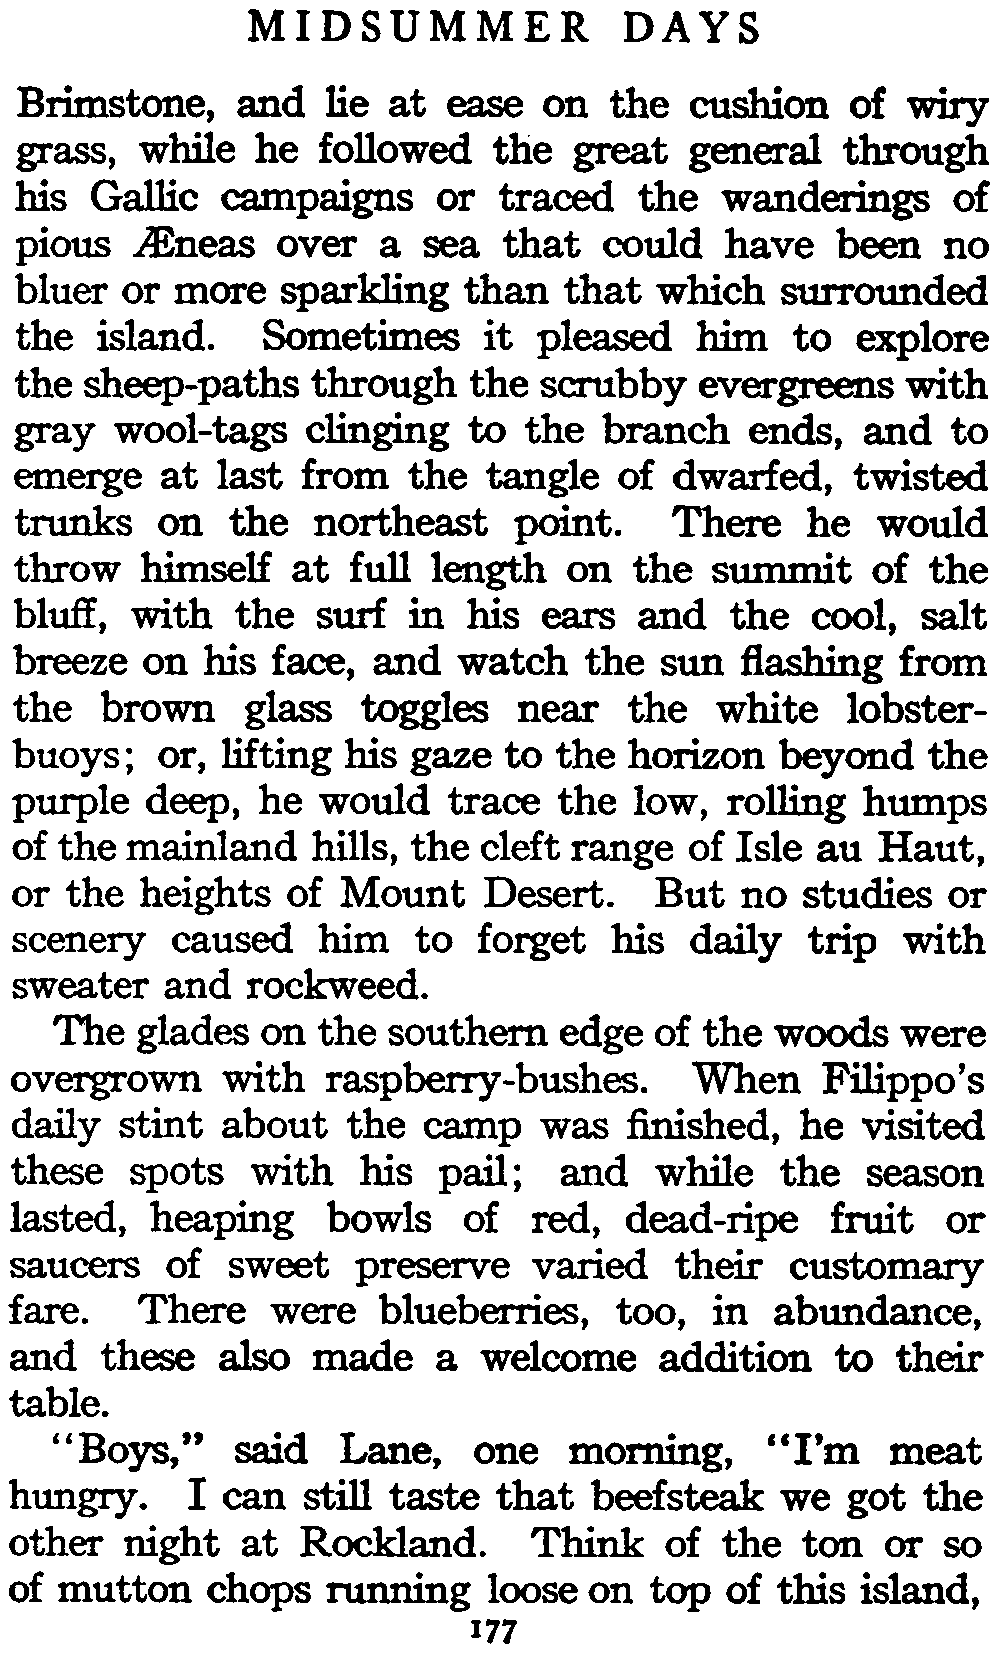 MIDSUMMER DAYS
Brimstone, and lie at ease on the cushion of wiry
grass, while he followed the great general through
his Gallic campaigns or traced the wanderings of
pious Æneas over a sea that could have been no
bluer or more sparkling than that which surrounded
the island. Sometimes it pleased him to explore
the sheep-paths through the scrubby evergreens with
gray wool-tags clinging to the branch ends, and to
emerge at last from the tangle of dwarfed, twisted
trunks on the northeast point. There he would
throw himself at full length on the summit of the
bluff, with the surf in his ears and the cool, salt
breeze on his face, and watch the sun flashing from
the brown glass toggles near the white lobster-
buoys; or, lifting his gaze to the horizon beyond the
purple deep, he would trace the low, rolling humps
of the mainland hills, the cleft range of Isle au Haut,
or the heights of Mount Desert. But no studies or
scenery caused him to forget his daily trip with
sweater and rockweed.
The glades on the southern edge of the woods were
overgrown with raspberry-bushes. When Filippo's
daily stint about the camp was finished, he visited
these spots with his pail; and while the season
lasted, heaping bowls of red, dead-ripe fruit or
saucers of sweet preserve varied their customary
fare. There were blueberries, too, in abundance,
and these also made a welcome addition to their
table.
"Boys," said Lane, one morning, "I'm meat
hungry. I can still taste that beefsteak we got the
other night at Rockland. Think of the ton or so
of mutton chops running loose on top of this island,
177